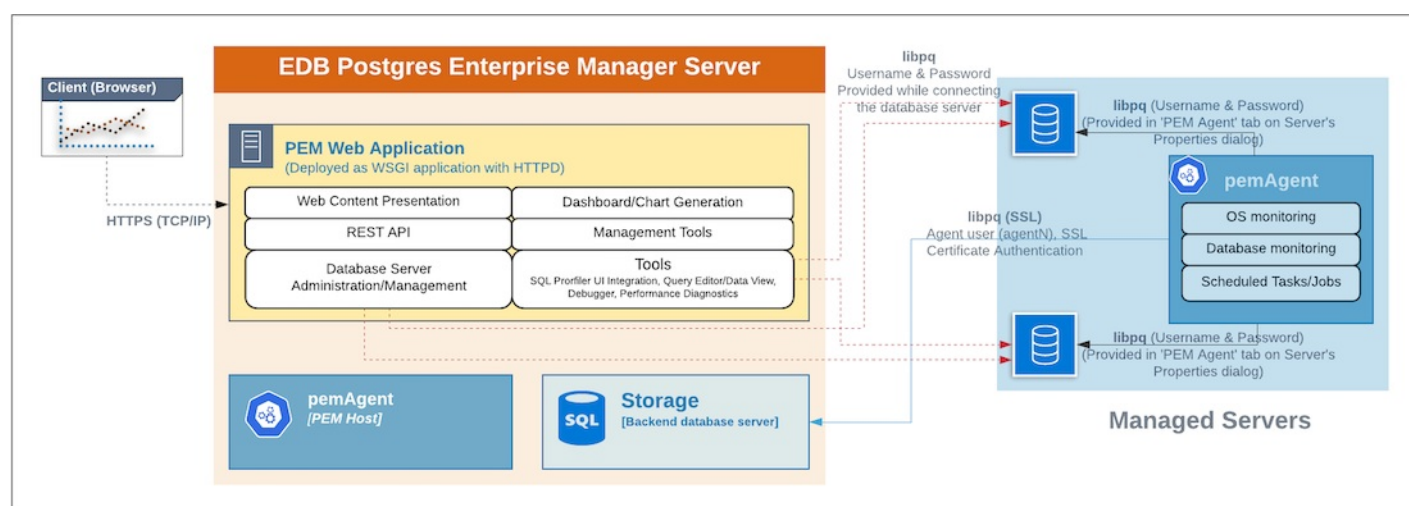 EDB Postgres Enterprise Manager Server
Client (Browser)
HTTPS (TCP/IP)
PEM Web Application
(Deployed as WSGI application with HTTPD)
Web Content Presentation
Dashboard/Chart Generation
REST API
Management Tools
Database Server
Administration/Management
Tools
SQL Prorfiler UI Integration, Query Editor/Data View,
Debugger, Performance Diagnostics
pemAgent
[PEM Host]
SQL
Storage
[Backend database server]
libpq
Username & Password
Provided while connecting
the database server
libpq (SSL)
Agent user (agentN), SSL
Certificate Authentication
libpq (Username & Password)
(Provided in 'PEM Agent' tab on Server's
Properties dialog)
pemAgent
OS monitoring
Database monitoring
Scheduled Tasks/Jobs
libpq (Username & Password)
(Provided in 'PEM Agent' tab on Server's
Properties dialog)
Managed Servers